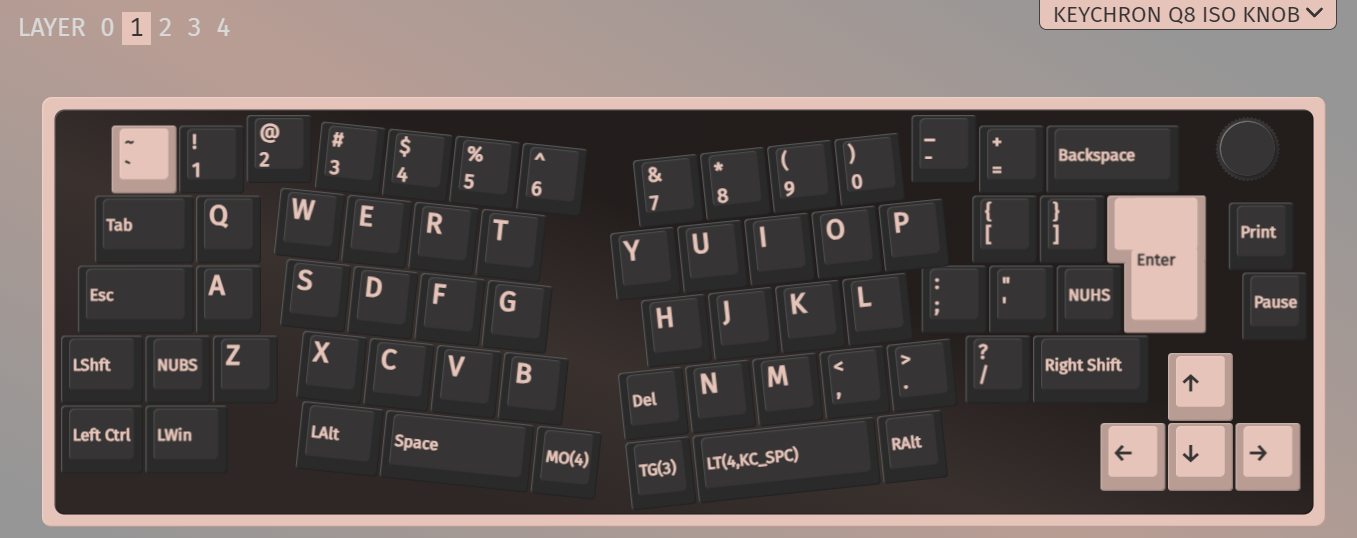 LAYER 0 1 2 3 4
KEYCHRON Q8 ISO KNOB
~ ` ! 1 @ 2 # 3 $ 4 % 5 ^ 6 & 7 * 8 ( 9 ) 0 _ - + = Backspace
Tab Q W E R T Y U I O P { [ } ] Enter Print
Esc A S D F G H J K L : ; " ' NUHS Pause
LShft NUBS Z X C V B Del N M < , > . ? / Right Shift ↑
Left Ctrl LWin LAlt Space MO(4) TG(3) LT(4,KC_SPC) RAlt ← ↓ →